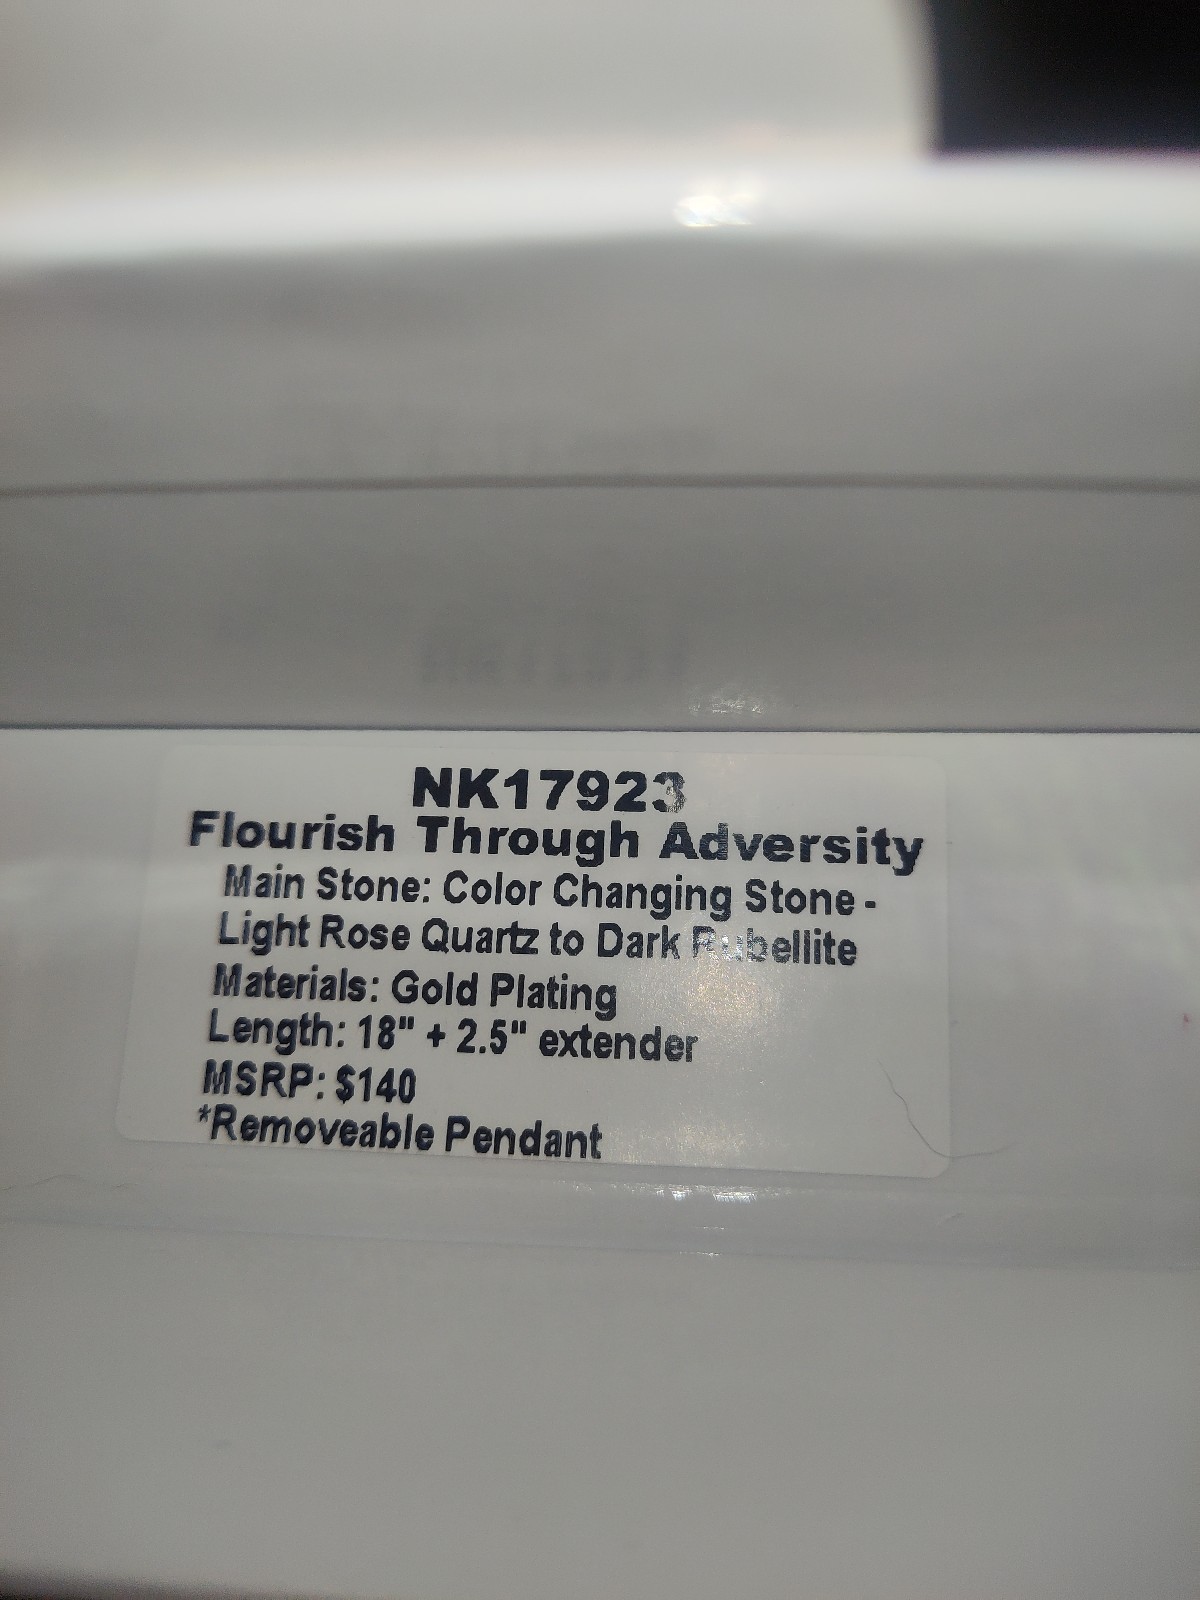 NK17923
Flourish Through Adversity
Main Stone: Color Changing Stone -
Light Rose Quartz to Dark Rubellite
Materials: Gold Plating
Length: 18" + 2.5" extender
MSRP: $140
*Removeable Pendant